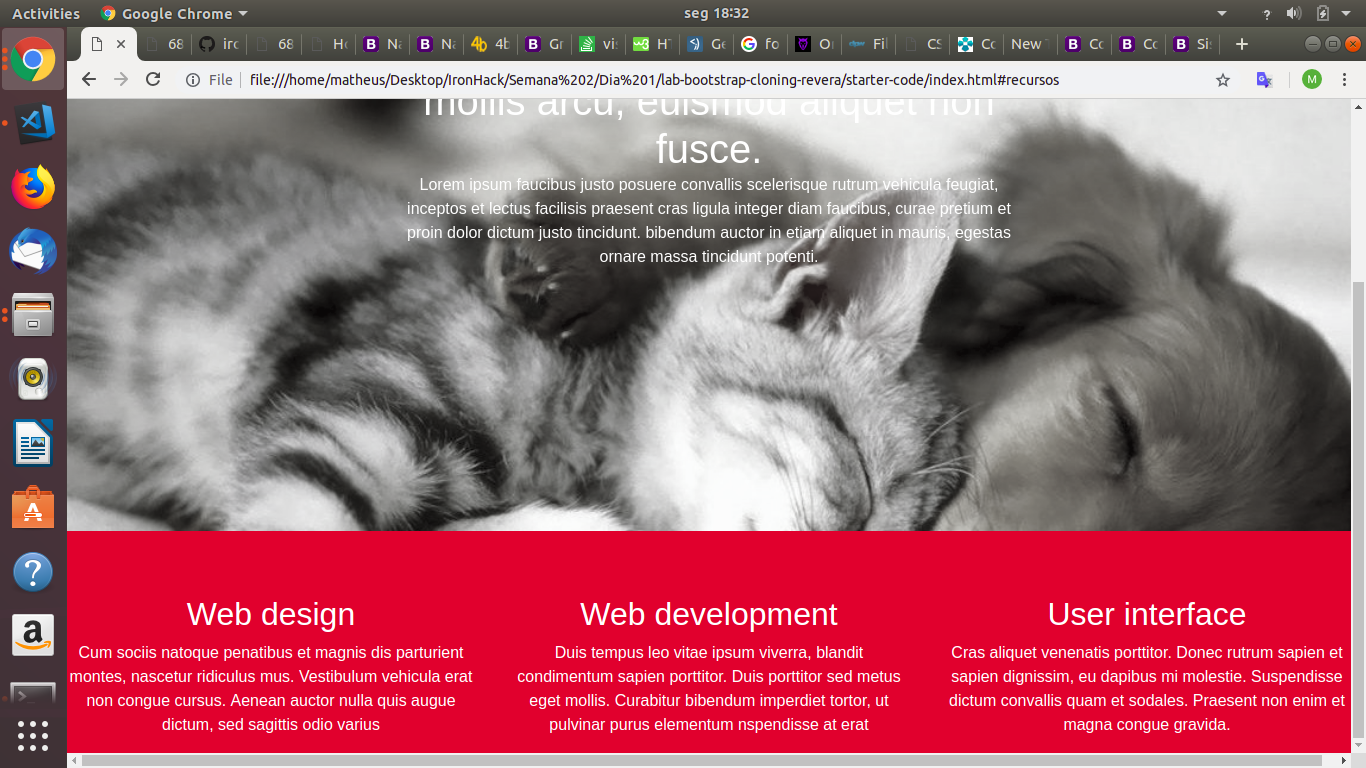 Activities Google Chrome seg 18:32 ?
68 irc 68 Ho Na Na 4b Gr vis H Ge fo Or Fil CS Co New Co Co Sis
File file:///home/matheus/Desktop/IronHack/Semana%202/Dia%201/lab-bootstrap-cloning-revera/starter-code/index.html#recursos M
mollis arcu, euismod aliquet non
fusce.
Lorem ipsum faucibus justo posuere convallis scelerisque rutrum vehicula feugiat,
inceptos et lectus facilisis praesent cras ligula integer diam faucibus, curae pretium et
proin dolor dictum justo tincidunt. bibendum auctor in etiam aliquet in mauris, egestas
ornare massa tincidunt potenti.
Web design
Cum sociis natoque penatibus et magnis dis parturient
montes, nascetur ridiculus mus. Vestibulum vehicula erat
non congue cursus. Aenean auctor nulla quis augue
dictum, sed sagittis odio varius
Web development
Duis tempus leo vitae ipsum viverra, blandit
condimentum sapien porttitor. Duis porttitor sed metus
eget mollis. Curabitur bibendum imperdiet tortor, ut
pulvinar purus elementum nspendisse at erat
User interface
Cras aliquet venenatis porttitor. Donec rutrum sapien et
sapien dignissim, eu dapibus mi molestie. Suspendisse
dictum convallis quam et sodales. Praesent non enim et
magna congue gravida.